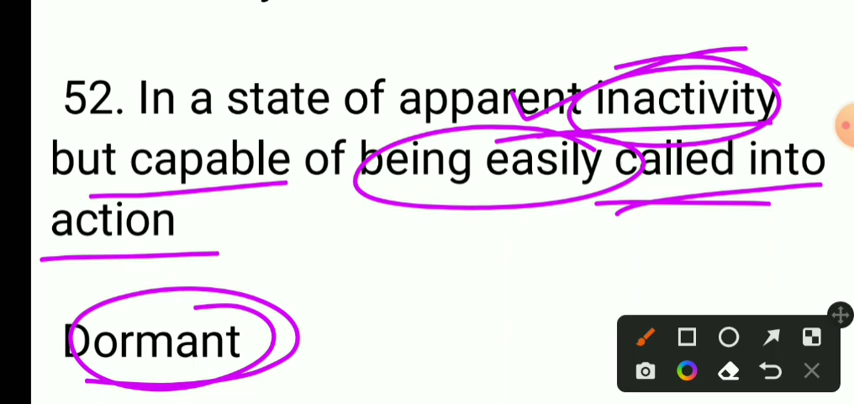 52. In a state of apparent inactivity
but capable of being easily called into
action
Dormant